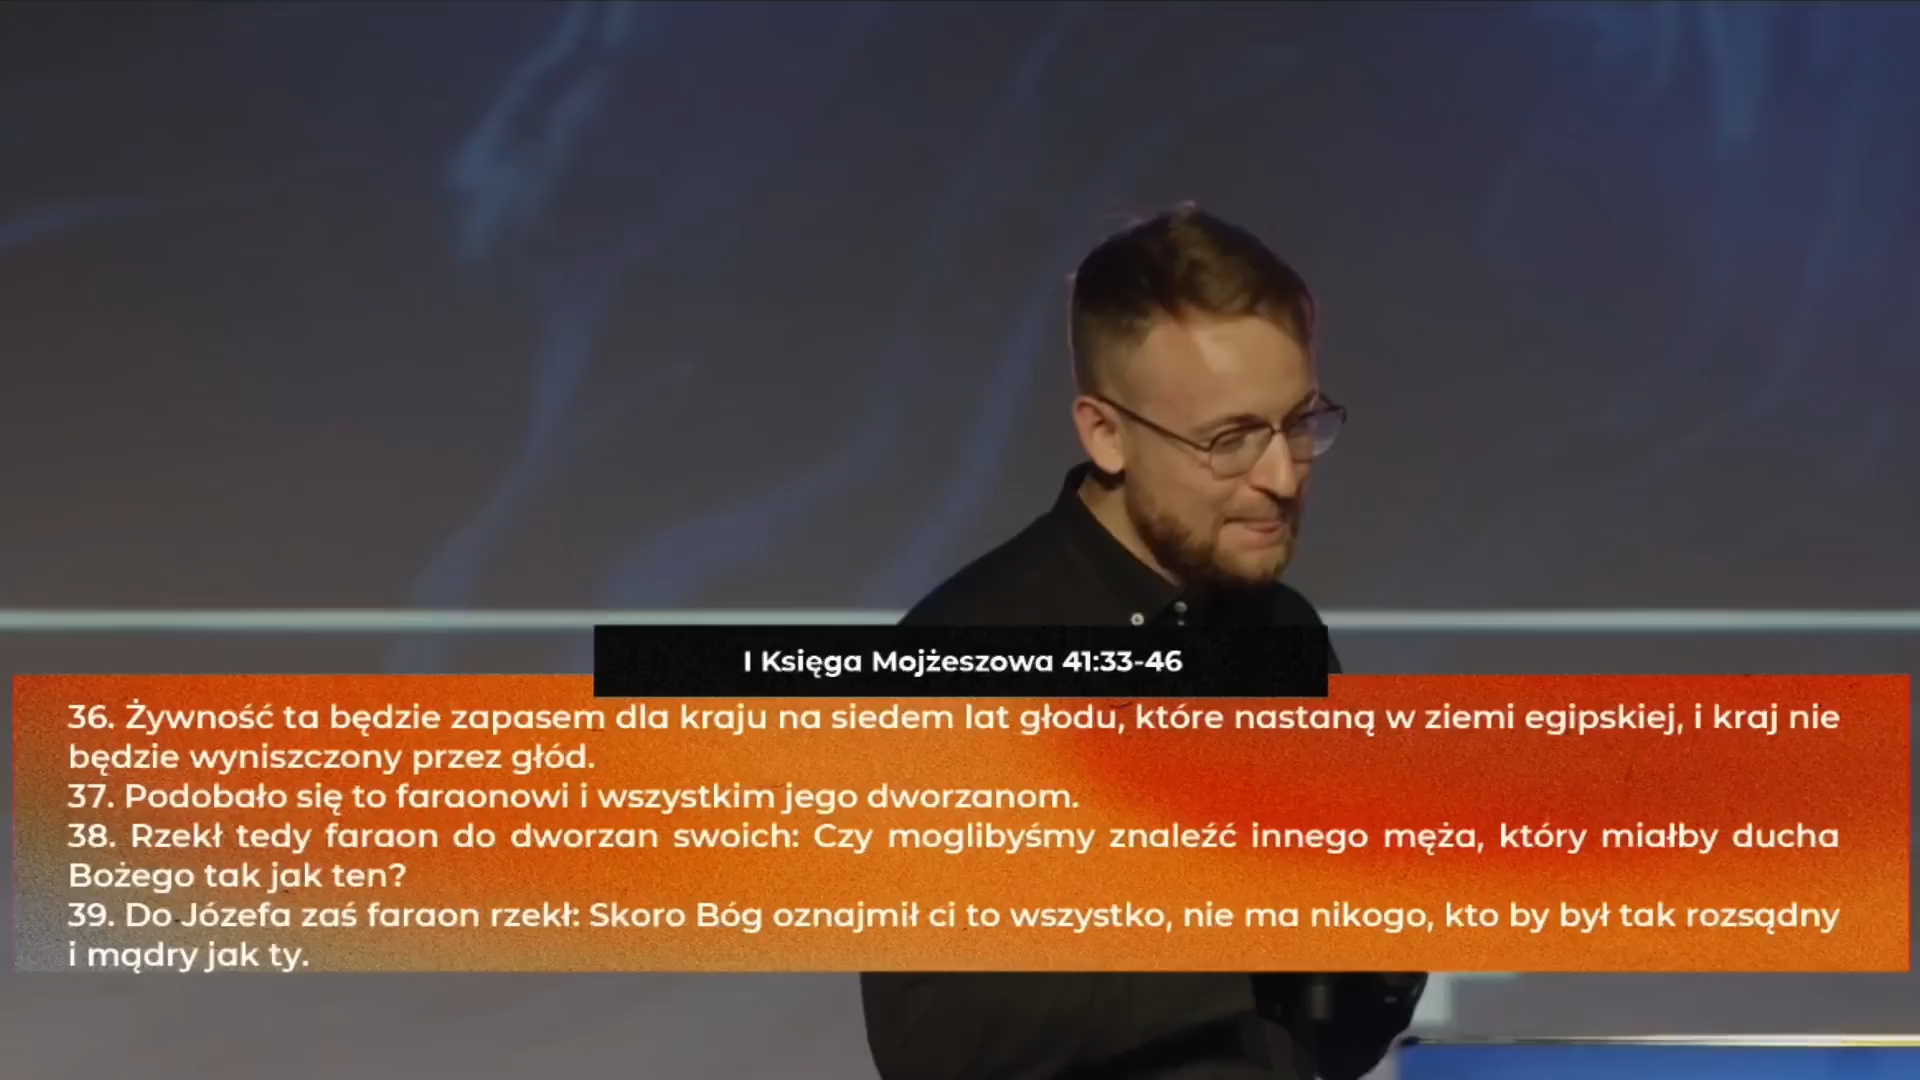 I Księga Mojżeszowa 41:33-46
36. Żywność ta będzie zapasem dla kraju na siedem lat głodu, które nastaną w ziemi egipskiej, i kraj nie
będzie wyniszczony przez głód.
37. Podobało się to faraonowi i wszystkim jego dworzanom.
38. Rzekł tedy faraon do dworzan swoich: Czy moglibyśmy znaleźć innego męża, który miałby ducha
Bożego tak jak ten?
39. Do Józefa zaś faraon rzekł: Skoro Bóg oznajmił ci to wszystko, nie ma nikogo, kto by był tak rozsądny
i mądry jak ty.